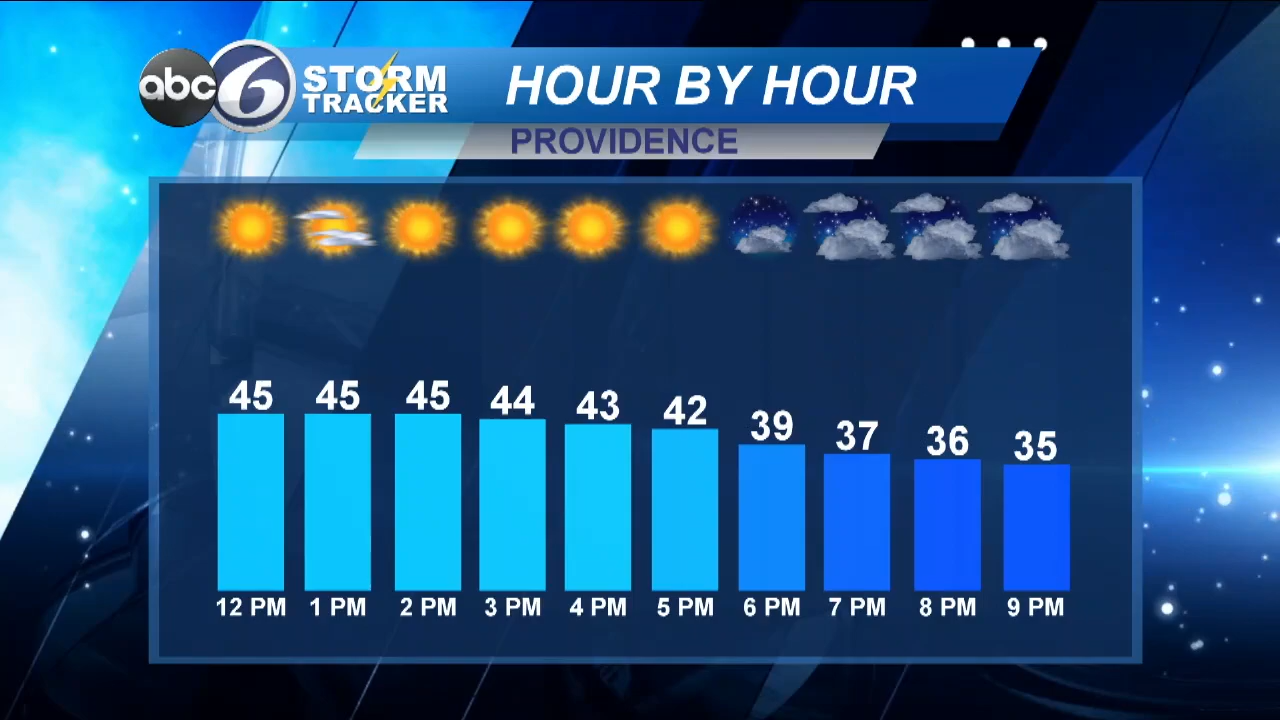 abc 6 STORM TRACKER
HOUR BY HOUR
PROVIDENCE
45 45 45 44 43 42 39 37 36 35
12 PM 1 PM 2 PM 3 PM 4 PM 5 PM 6 PM 7 PM 8 PM 9 PM